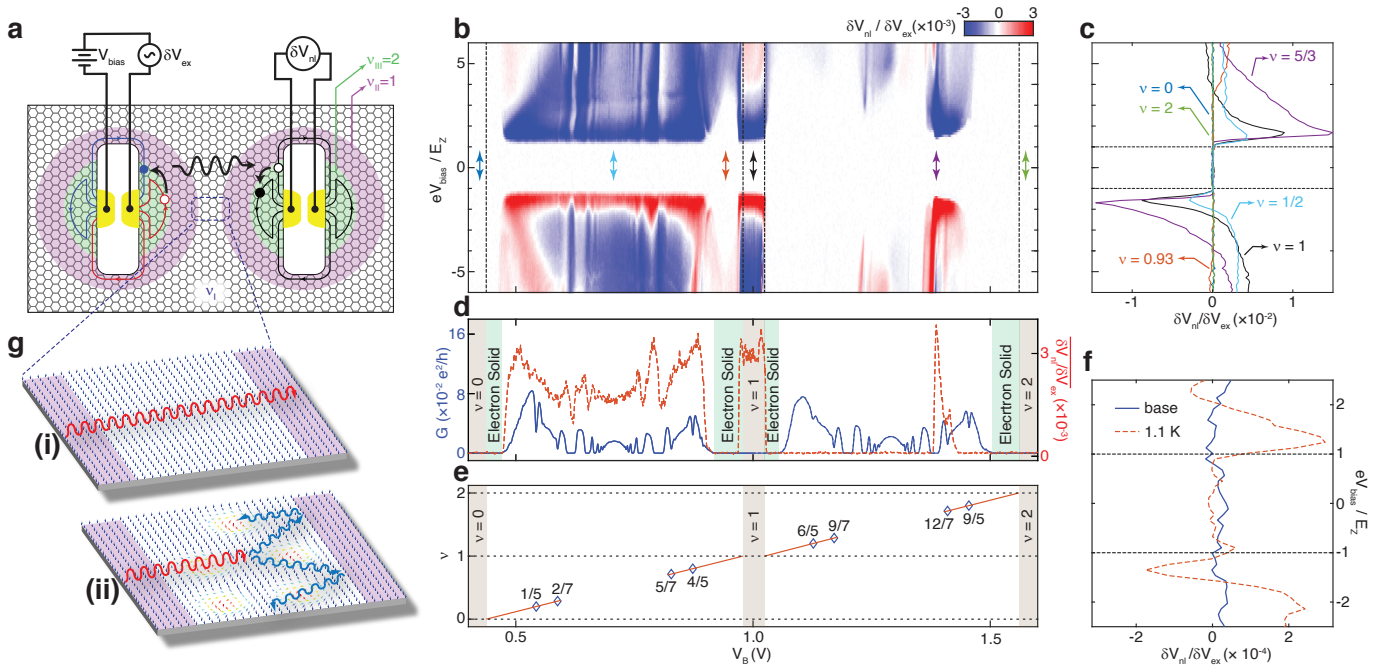 a
V_bias
δV_ex
δV_nl
ν_III=2
ν_II=1
ν_I
b
δV_nl / δV_ex (×10⁻³)
-3 0 3
eV_bias / E_Z
5
0
-5
c
ν = 5/3
ν = 0
ν = 2
ν = 1/2
ν = 1
ν = 0.93
-1 0 1
δV_nl/δV_ex (×10⁻²)
d
G (×10⁻² e²/h)
16
8
0
ν = 0
Electron Solid
Electron Solid
ν = 1
Electron Solid
Elecrtron Solid
ν = 2
3
0
δV_nl/δV_ex (×10⁻³)
e
ν
2
1
0
ν = 0
1/5
2/7
5/7
4/5
ν = 1
6/5
9/7
12/7
9/5
ν = 2
0.5 1.0 1.5
V_B (V)
f
base
1.1 K
2
1
0
-1
-2
eV_bias / E_Z
-2 0 2
δV_nl/δV_ex (× 10⁻⁴)
g
(i)
(ii)